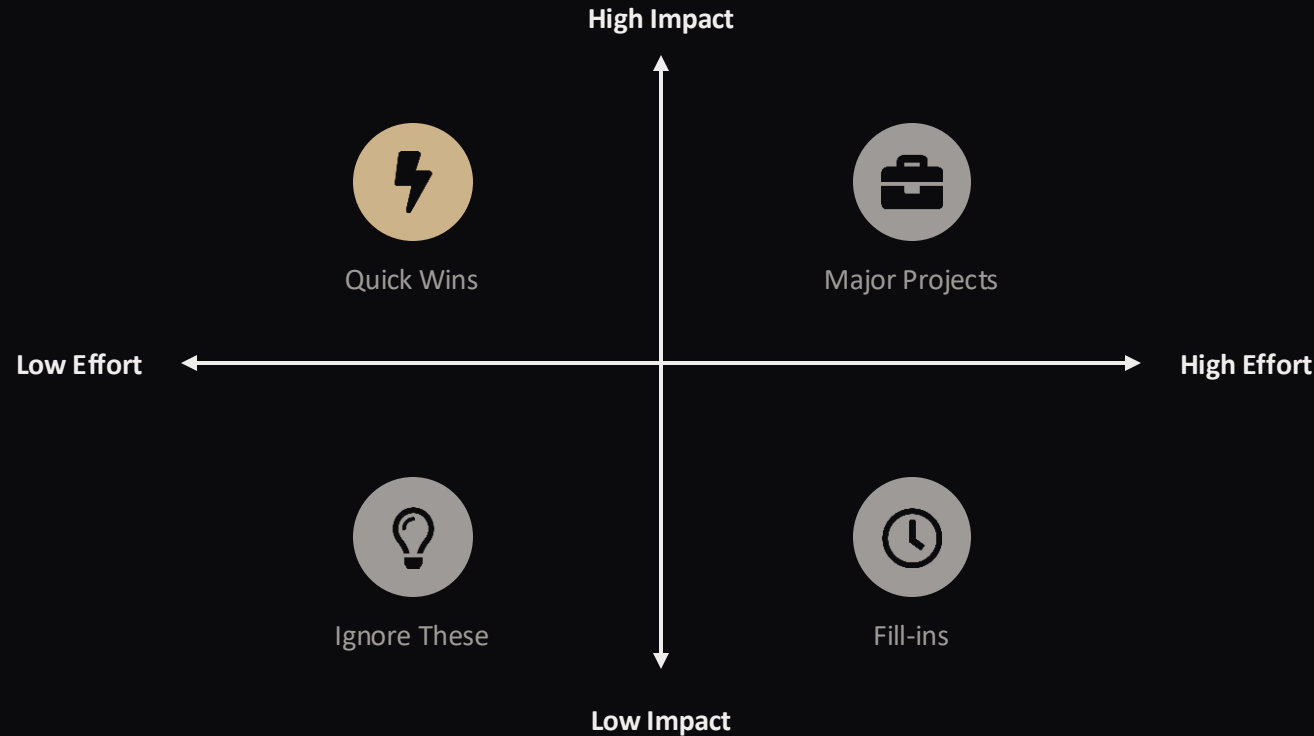 High Impact
Quick Wins
Major Projects
Low Effort
High Effort
Ignore These
Fill-ins
Low Impact